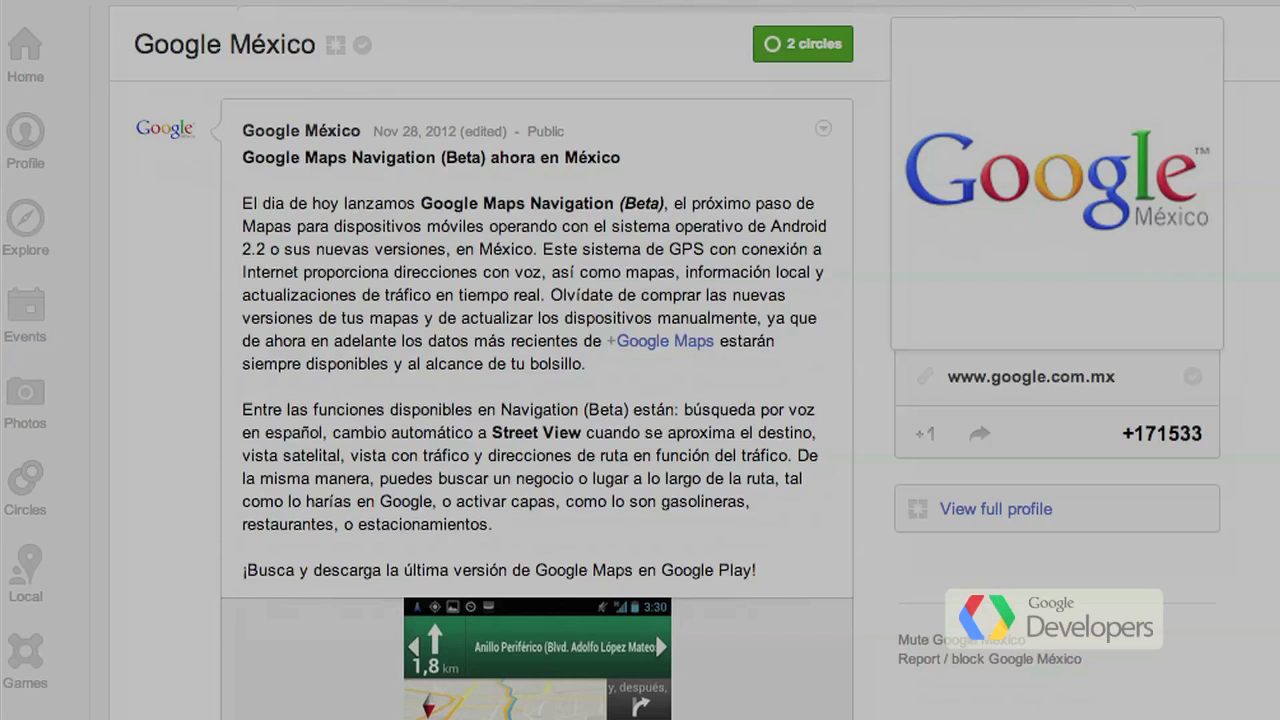 Home
Profile
Explore
Events
Photos
Circles
Local
Games
Google México
2 circles
Google
Google México Nov 28, 2012 (edited) - Public
Google Maps Navigation (Beta) ahora en México
El dia de hoy lanzamos Google Maps Navigation (Beta), el próximo paso de
Mapas para dispositivos móviles operando con el sistema operativo de Android
2.2 o sus nuevas versiones, en México. Este sistema de GPS con conexión a
Internet proporciona direcciones con voz, así como mapas, información local y
actualizaciones de tráfico en tiempo real. Olvídate de comprar las nuevas
versiones de tus mapas y de actualizar los dispositivos manualmente, ya que
de ahora en adelante los datos más recientes de +Google Maps estarán
siempre disponibles y al alcance de tu bolsillo.
Entre las funciones disponibles en Navigation (Beta) están: búsqueda por voz
en español, cambio automático a Street View cuando se aproxima el destino,
vista satelital, vista con tráfico y direcciones de ruta en función del tráfico. De
la misma manera, puedes buscar un negocio o lugar a lo largo de la ruta, tal
como lo harías en Google, o activar capas, como lo son gasolineras,
restaurantes, o estacionamientos.
¡Busca y descarga la última versión de Google Maps en Google Play!
3:30
Anillo Periférico (Blvd. Adolfo López Mateo
1,8 km
y, después,
Google™
México
www.google.com.mx
+1 +171533
View full profile
Google
Developers
Mute Google México
Report / block Google México